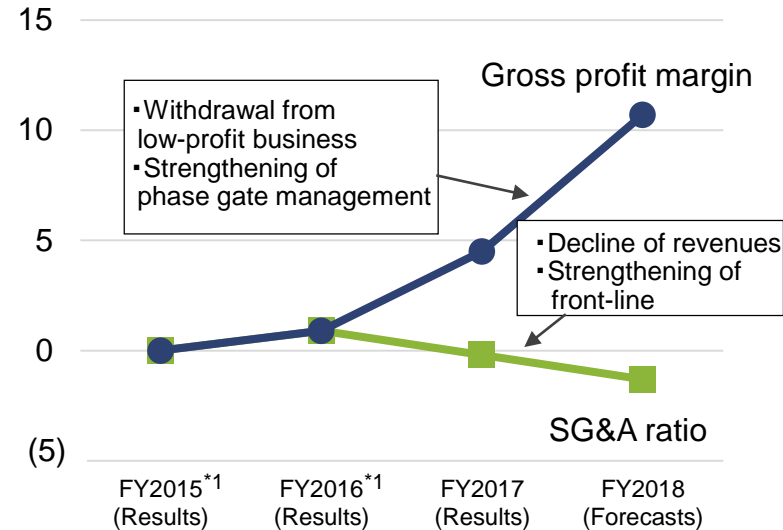 15
Gross profit margin
▪Withdrawal from
low-profit business
▪Strengthening of
phase gate management
10
▪Decline of revenues
▪Strengthening of
front-line
5
0
SG&A ratio
(5)
FY2015*1
(Results)
FY2016*1
(Results)
FY2017
(Results)
FY2018
(Forecasts)